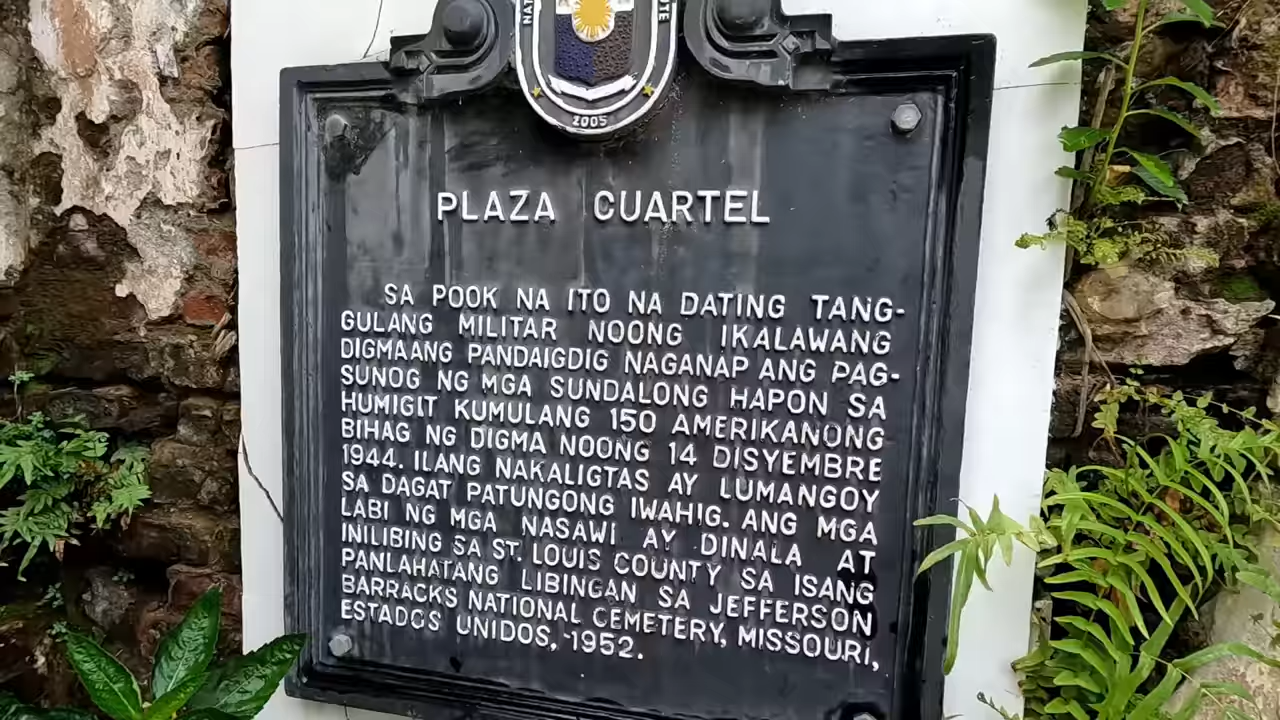 2005
PLAZA CUARTEL
SA POOK NA ITO NA DATING TANG-
GULANG MILITAR NOONG IKALAWANG
DIGMAANG PANDAIGDIG NAGANAP ANG PAG-
SUNOG NG MGA SUNDALONG HAPON SA
HUMIGIT KUMULANG 150 AMERIKANONG
BIHAG NG DIGMA NOONG 14 DISYEMBRE
1944. ILANG NAKALIGTAS AY LUMANGOY
SA DAGAT PATUNGONG IWAHIG. ANG MGA
LABI NG MGA NASAWI AY DINALA AT
INILIBING SA ST. LOUIS COUNTY SA ISANG
PANLAHATANG LIBINGAN SA JEFFERSON
BARRACKS NATIONAL CEMETERY, MISSOURI,
ESTADOS UNIDOS, 1952.